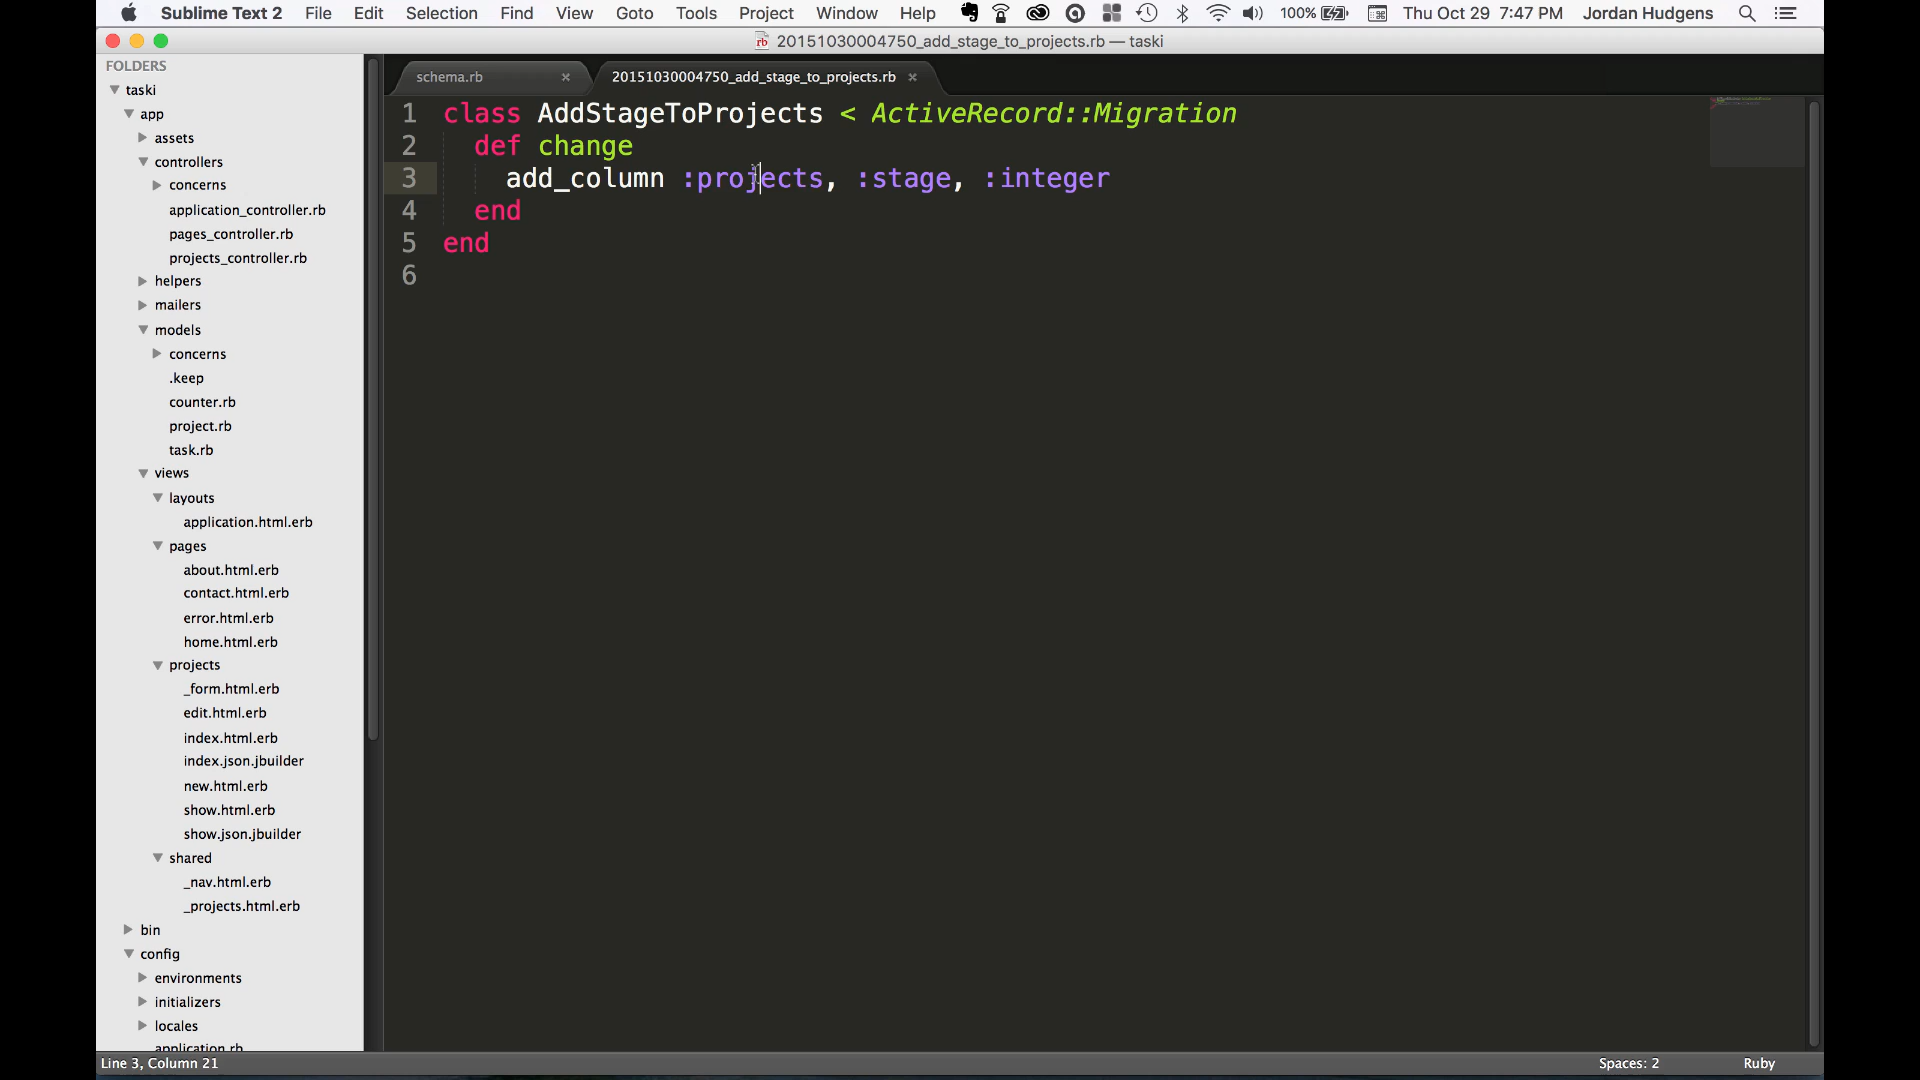 Sublime Text 2 File Edit Selection Find View Goto Tools Project Window Help 100% Thu Oct 29 7:47 PM Jordan Hudgens
20151030004750_add_stage_to_projects.rb — taski
FOLDERS
taski
app
assets
controllers
concerns
application_controller.rb
pages_controller.rb
projects_controller.rb
helpers
mailers
models
concerns
.keep
counter.rb
project.rb
task.rb
views
layouts
application.html.erb
pages
about.html.erb
contact.html.erb
error.html.erb
home.html.erb
projects
_form.html.erb
edit.html.erb
index.html.erb
index.json.jbuilder
new.html.erb
show.html.erb
show.json.jbuilder
shared
_nav.html.erb
_projects.html.erb
bin
config
environments
initializers
locales
application.rb
schema.rb × 20151030004750_add_stage_to_projects.rb ×
1 class AddStageToProjects < ActiveRecord::Migration
2 def change
3 add_column :projects, :stage, :integer
4 end
5 end
6
Line 3, Column 21 Spaces: 2 Ruby